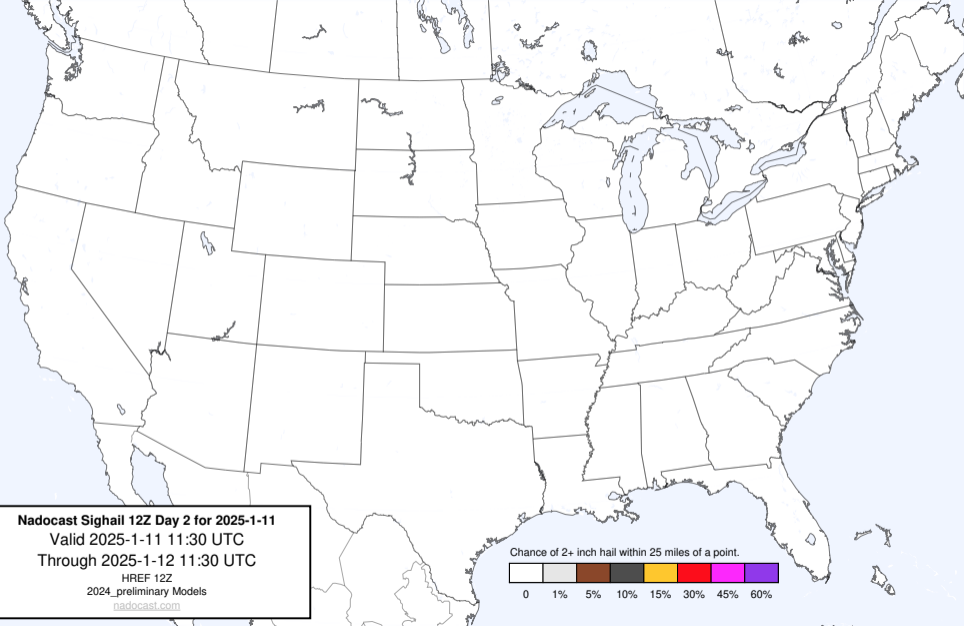 Nadocast Sighail 12Z Day 2 for 2025-1-11
Valid 2025-1-11 11:30 UTC
Through 2025-1-12 11:30 UTC
HREF 12Z
2024_preliminary Models
nadocast.com
Chance of 2+ inch hail within 25 miles of a point.
0 1% 5% 10% 15% 30% 45% 60%